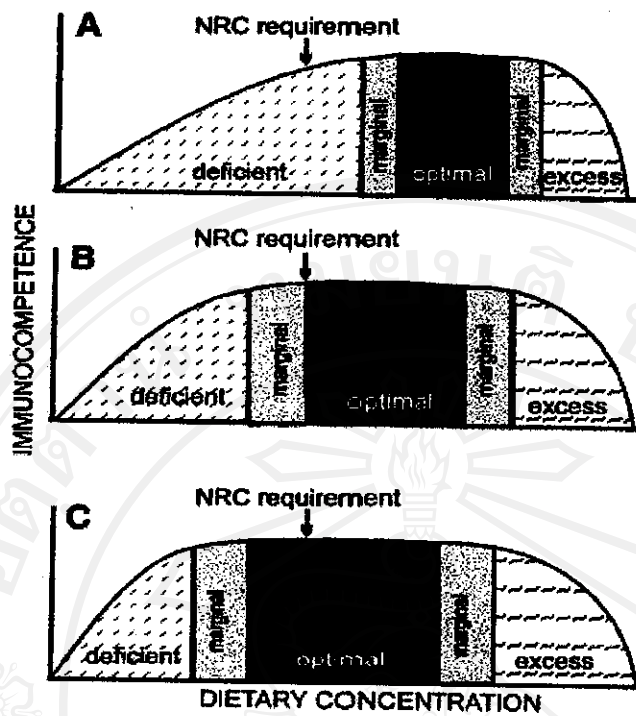 A
NRC requirement
deficient
marginal
optimal
marginal
excess
IMMUNOCOMPETENCE
B
NRC requirement
deficient
marginal
optimal
marginal
excess
C
NRC requirement
deficient
marginal
optimal
marginal
excess
DIETARY CONCENTRATION